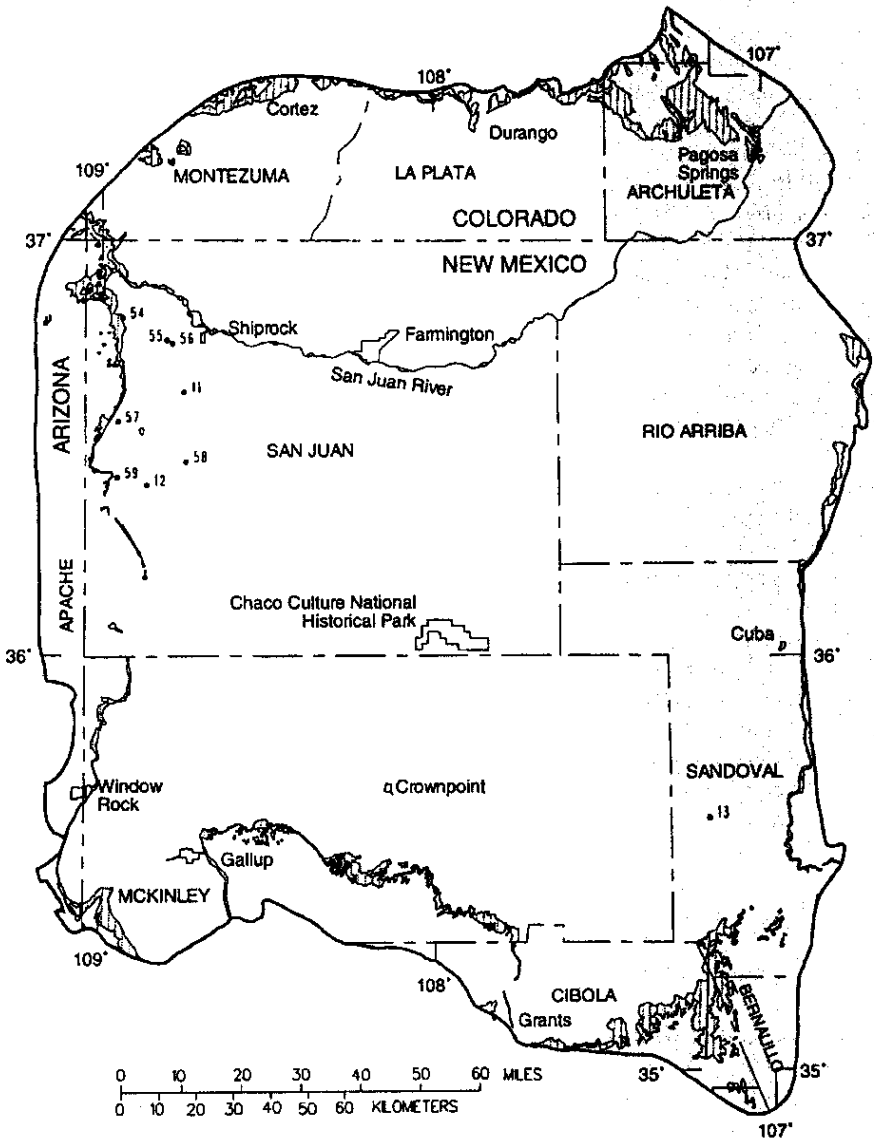 107°
108°
Cortez
Durango
109°
MONTEZUMA
LA PLATA
Pagosa
Springs
ARCHULETA
COLORADO
37°
37°
NEW MEXICO
54
55
56
Shiprock
Farmington
San Juan River
ARIZONA
11
57
RIO ARRIBA
SAN JUAN
58
59
12
APACHE
Chaco Culture National
Historical Park
Cuba
36°
36°
Window
Rock
Crownpoint
SANDOVAL
13
Gallup
MCKINLEY
109°
108°
CIBOLA
BERNALILLO
Grants
35°
35°
0 10 20 30 40 50 60 MILES
0 10 20 30 40 50 60 KILOMETERS
107°